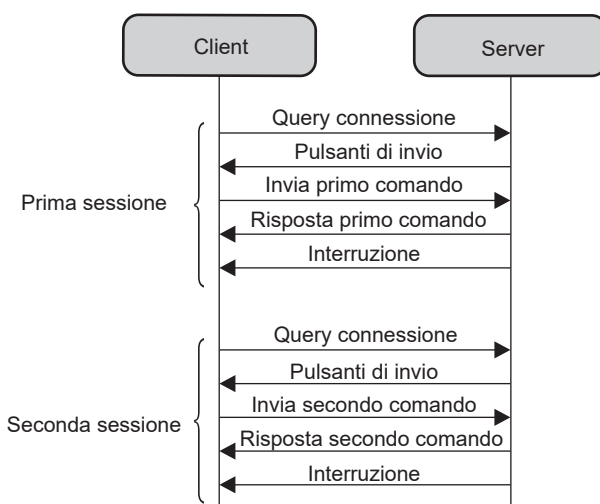 Client
Server
Query connessione
Pulsanti di invio
Invia primo comando
Prima sessione
Risposta primo comando
Interruzione
Query connessione
Pulsanti di invio
Invia secondo comando
Seconda sessione
Risposta secondo comando
Interruzione